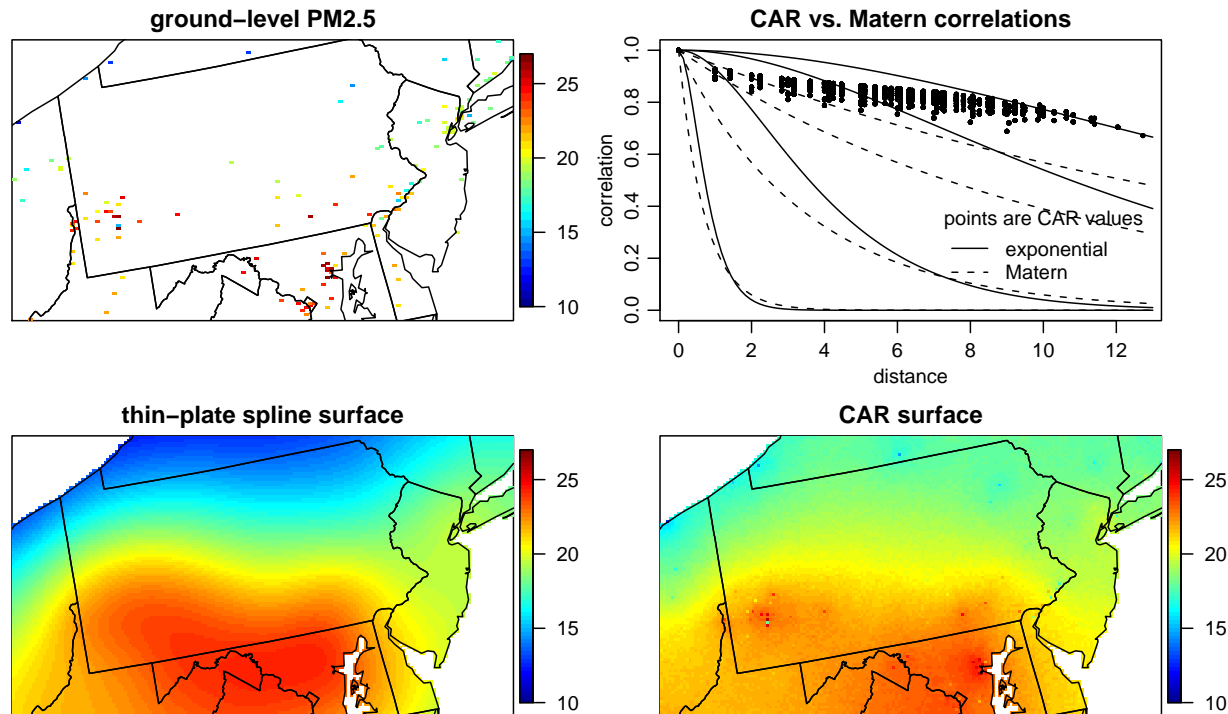 ground−level PM2.5
25
20
15
10
CAR vs. Matern correlations
correlation
1.0
0.8
0.6
0.4
0.2
0.0
points are CAR values
exponential
Matern
0 2 4 6 8 10 12
distance
thin−plate spline surface
25
20
15
10
CAR surface
25
20
15
10